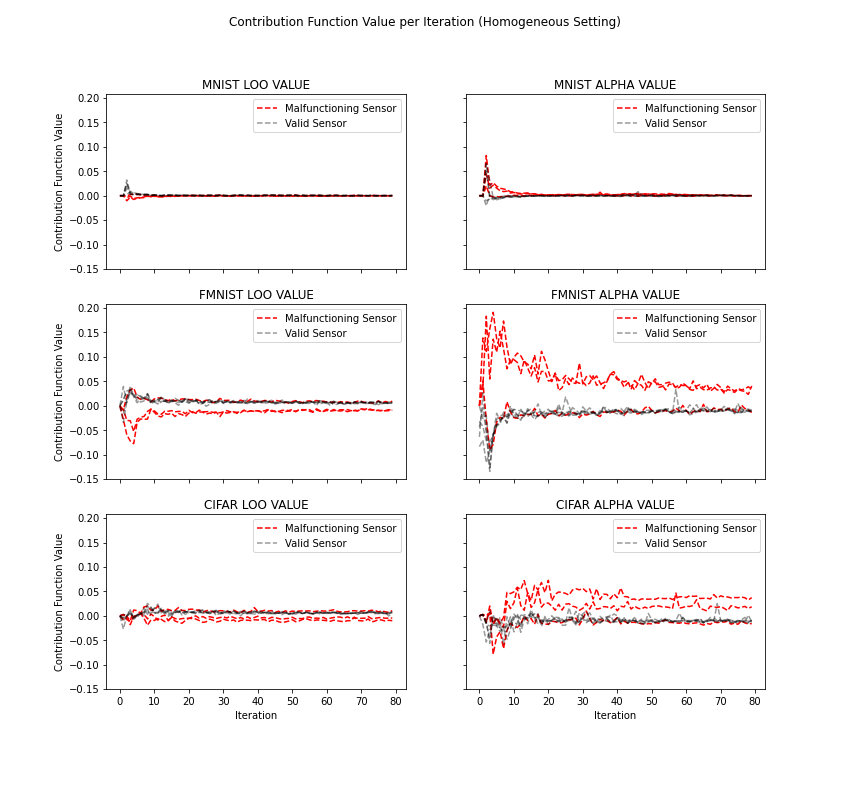 Contribution Function Value per Iteration (Homogeneous Setting)
MNIST LOO VALUE
Contribution Function Value
0.20
0.15
0.10
0.05
0.00
−0.05
−0.10
−0.15
Malfunctioning Sensor
Valid Sensor
MNIST ALPHA VALUE
Malfunctioning Sensor
Valid Sensor
FMNIST LOO VALUE
Contribution Function Value
0.20
0.15
0.10
0.05
0.00
−0.05
−0.10
−0.15
Malfunctioning Sensor
Valid Sensor
FMNIST ALPHA VALUE
Malfunctioning Sensor
Valid Sensor
CIFAR LOO VALUE
Contribution Function Value
0.20
0.15
0.10
0.05
0.00
−0.05
−0.10
−0.15
Malfunctioning Sensor
Valid Sensor
0 10 20 30 40 50 60 70 80
Iteration
CIFAR ALPHA VALUE
Malfunctioning Sensor
Valid Sensor
0 10 20 30 40 50 60 70 80
Iteration